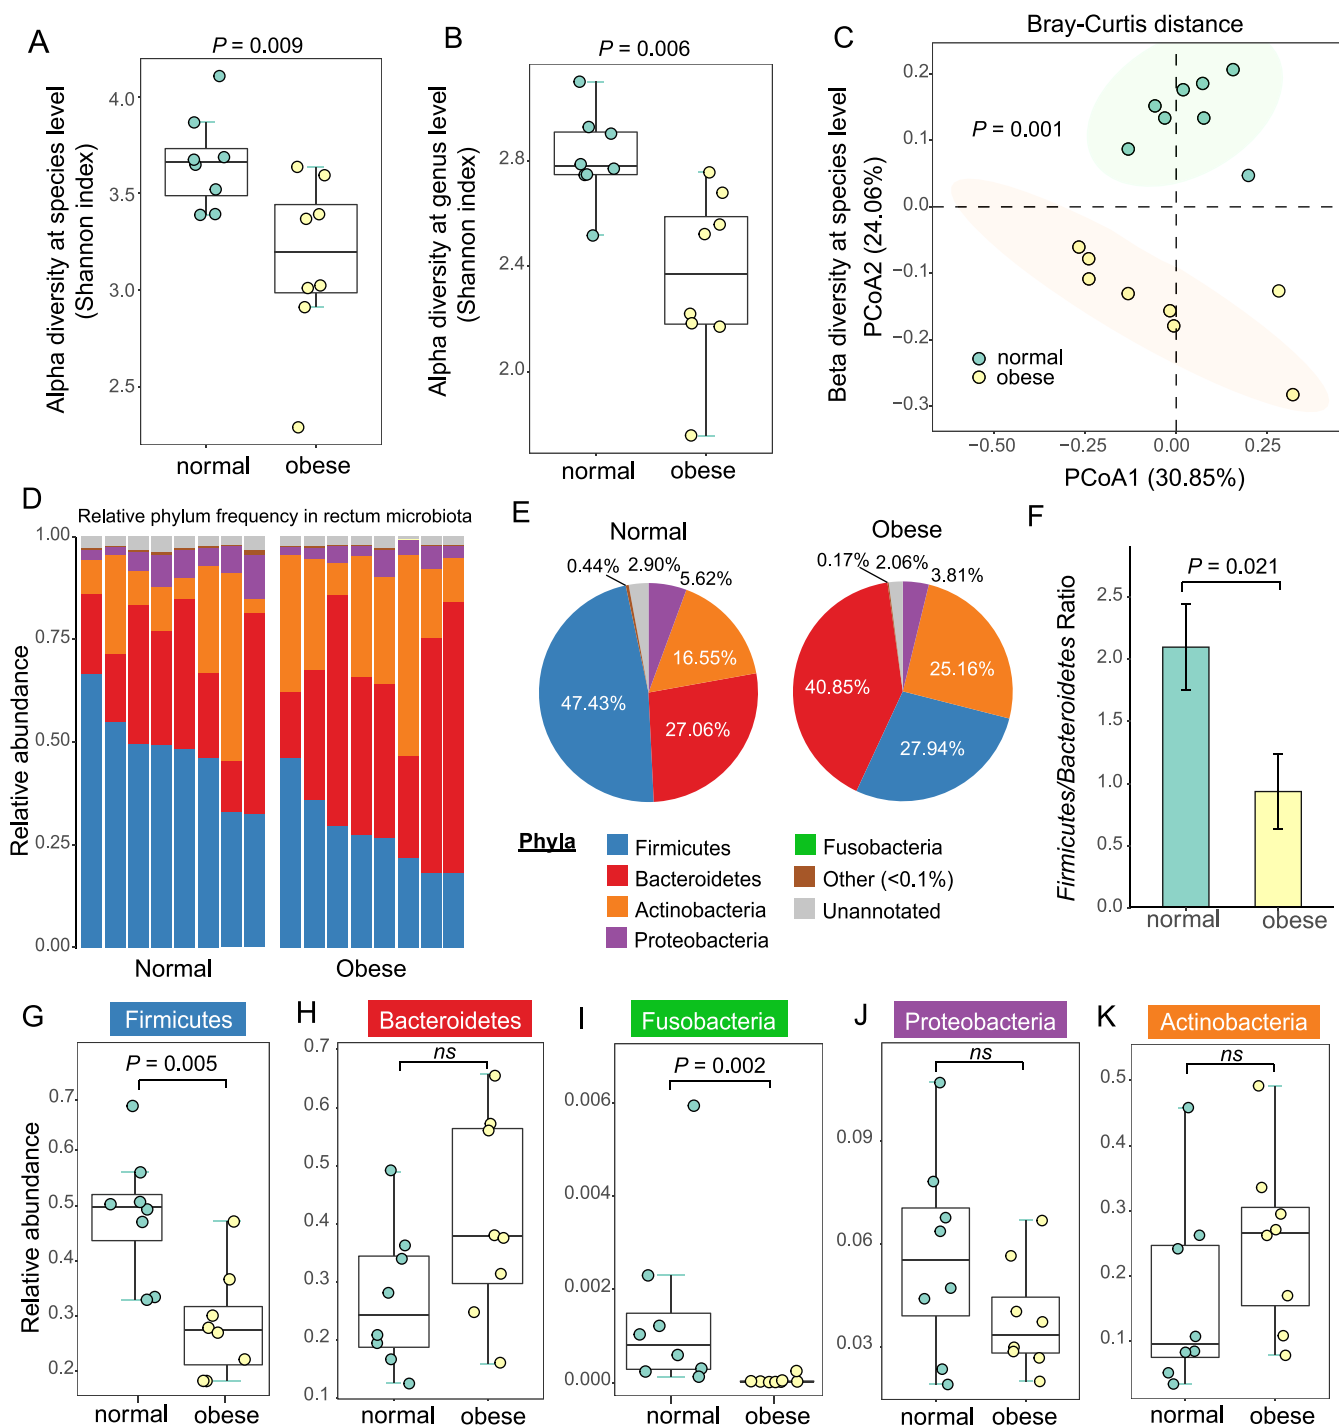 A
P = 0.009
Alpha diversity at species level
(Shannon index)
4.0
3.5
3.0
2.5
normal
obese
B
P = 0.006
Alpha diversity at genus level
(Shannon index)
2.8
2.4
2.0
normal
obese
C
Bray-Curtis distance
Beta diversity at species level
PCoA2 (24.06%)
0.2
0.1
0.0
−0.1
−0.2
−0.3
P = 0.001
normal
obese
−0.50
−0.25
0.00
0.25
PCoA1 (30.85%)
D
Relative phylum frequency in rectum microbiota
Relative abundance
1.00
0.75
0.50
0.25
0.00
Normal
Obese
E
Normal
0.44%
2.90%
5.62%
16.55%
47.43%
27.06%
Obese
0.17%
2.06%
3.81%
25.16%
40.85%
27.94%
Phyla
Firmicutes
Bacteroidetes
Actinobacteria
Proteobacteria
Fusobacteria
Other (<0.1%)
Unannotated
F
P = 0.021
Firmicutes/Bacteroidetes Ratio
2.5
2.0
1.5
1.0
0.5
0.0
normal
obese
G
Firmicutes
P = 0.005
Relative abundance
0.7
0.6
0.5
0.4
0.3
0.2
normal
obese
H
Bacteroidetes
ns
0.7
0.6
0.5
0.4
0.3
0.2
0.1
normal
obese
I
Fusobacteria
P = 0.002
0.006
0.004
0.002
0.000
normal
obese
J
Proteobacteria
ns
0.09
0.06
0.03
normal
obese
K
Actinobacteria
ns
0.5
0.4
0.3
0.2
0.1
normal
obese